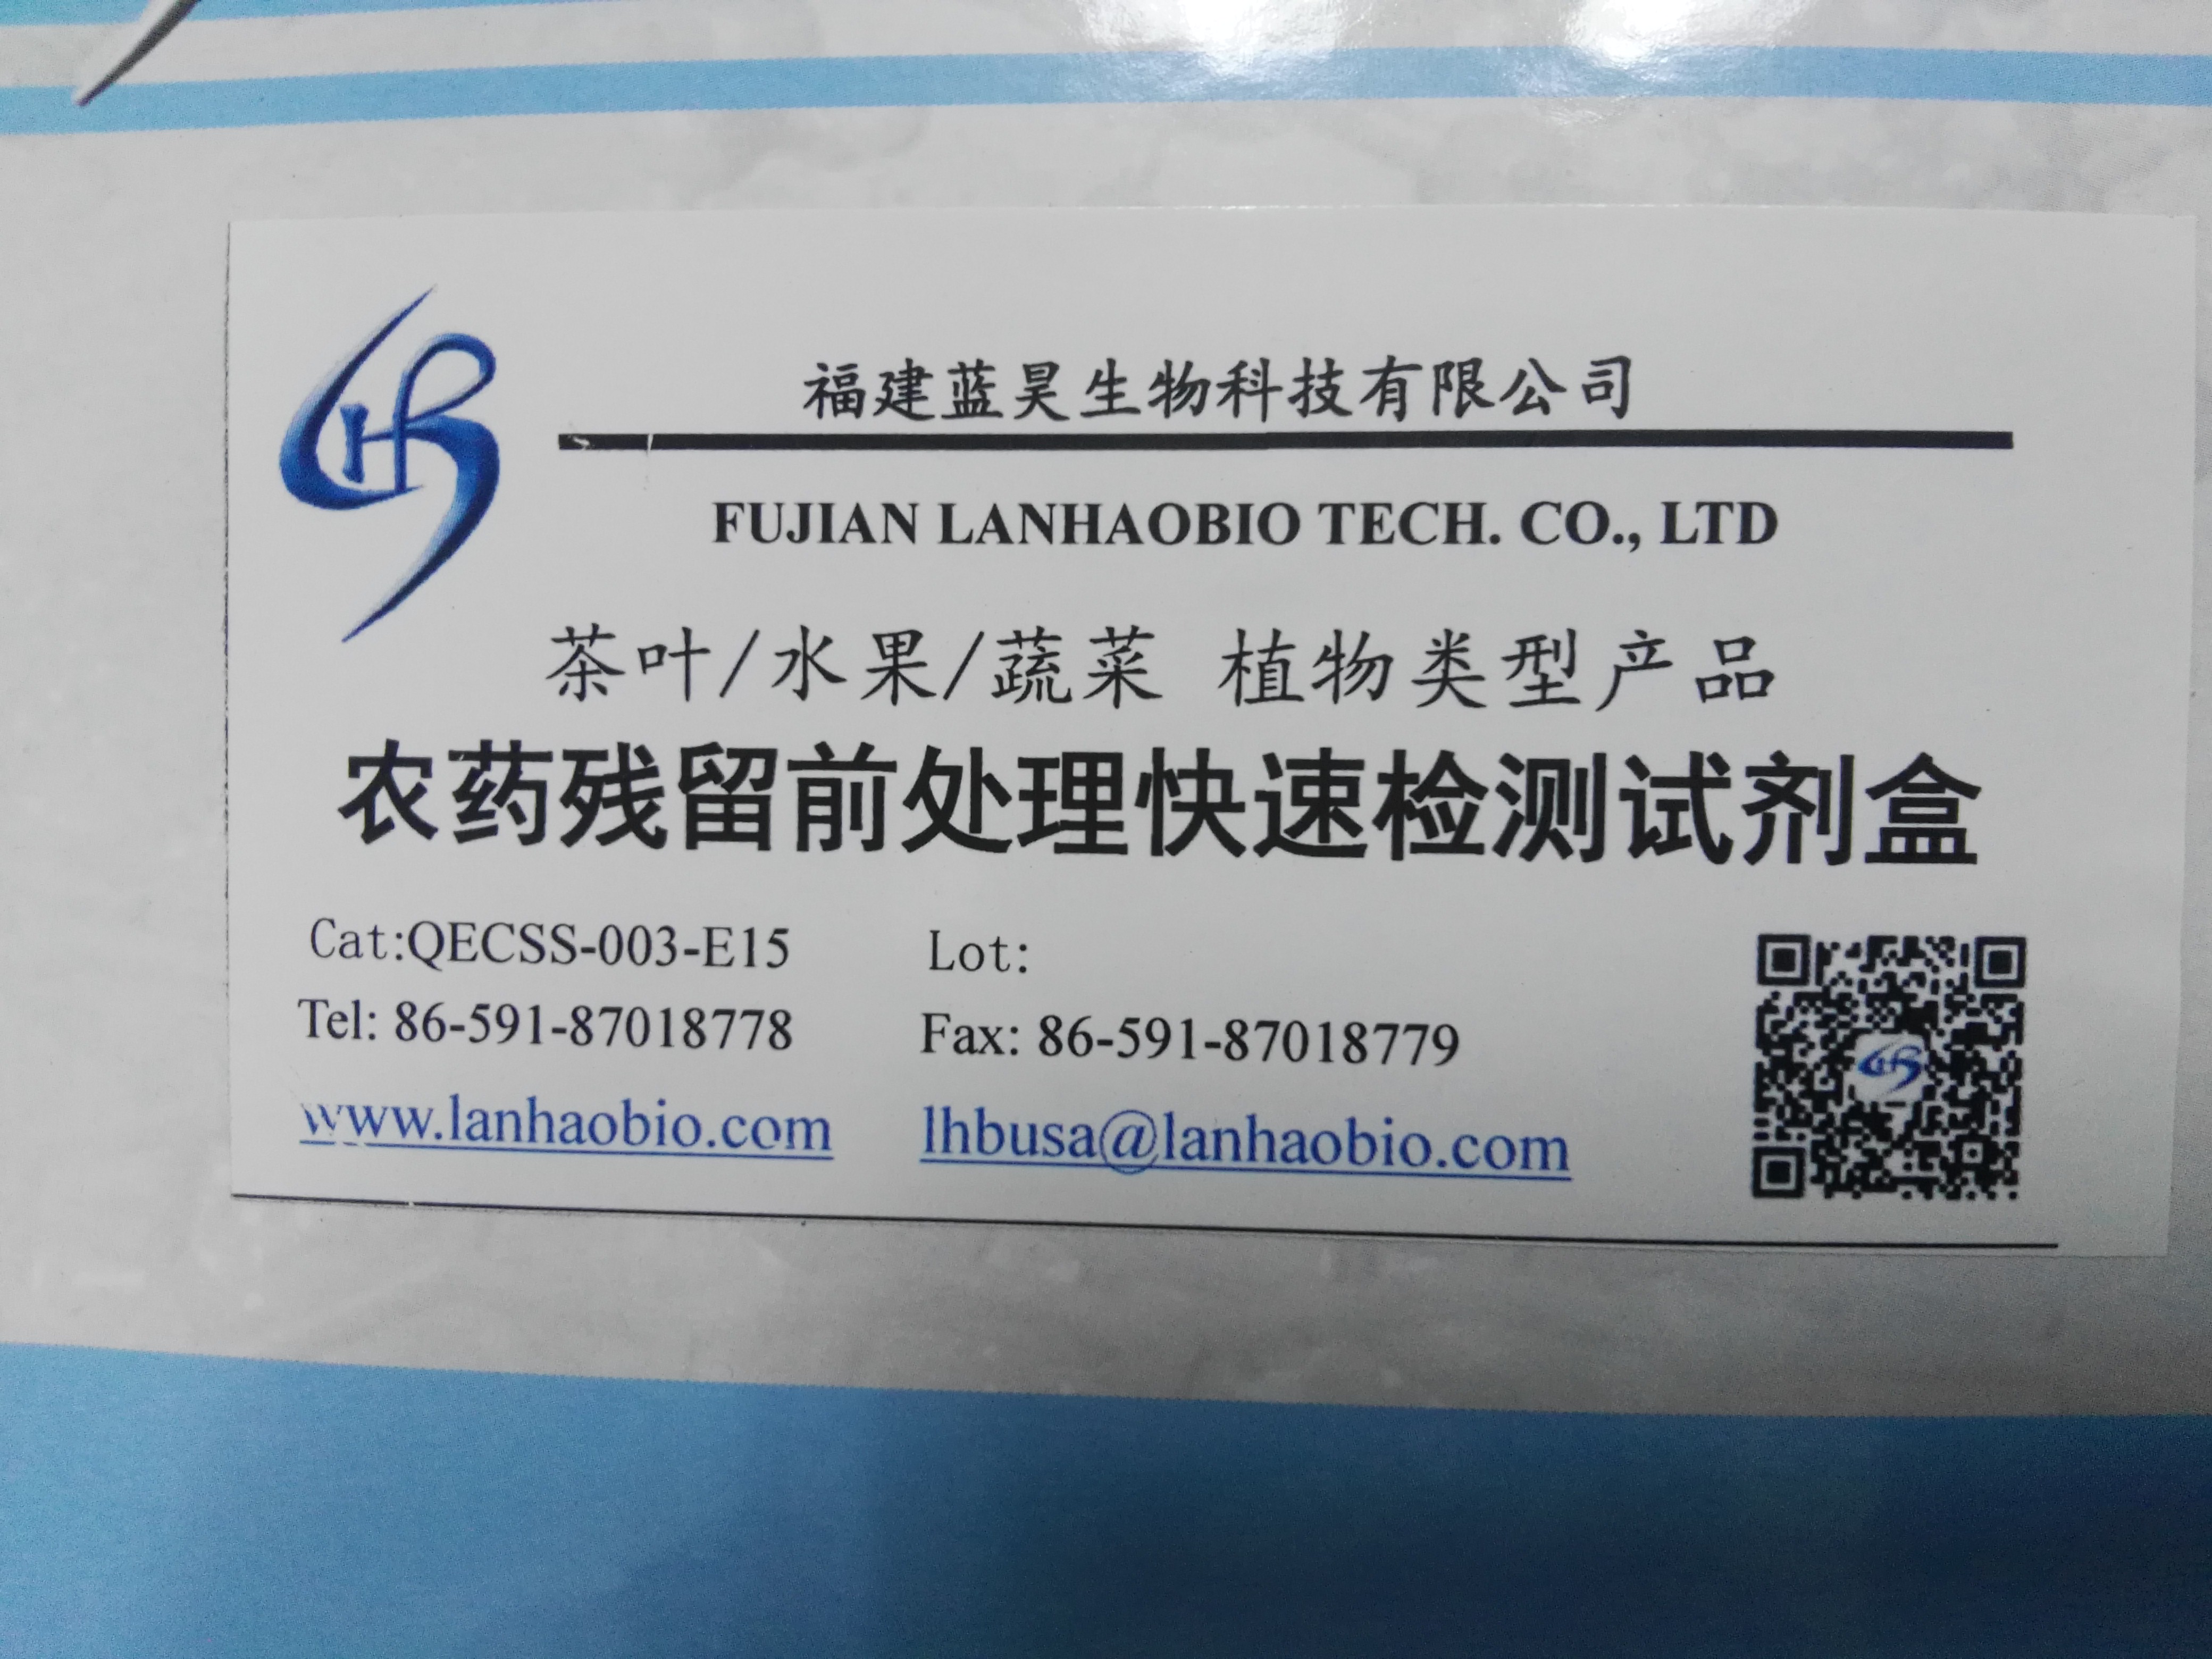 福建蓝昊生物科技有限公司
FUJIAN LANHAOBIO TECH. CO., LTD
茶叶/水果/蔬菜 植物类型产品
农药残留前处理快速检测试剂盒
Cat:QECSS-003-E15 Lot:
Tel: 86-591-87018778 Fax: 86-591-87018779
www.lanhaobio.com lhbusa@lanhaobio.com